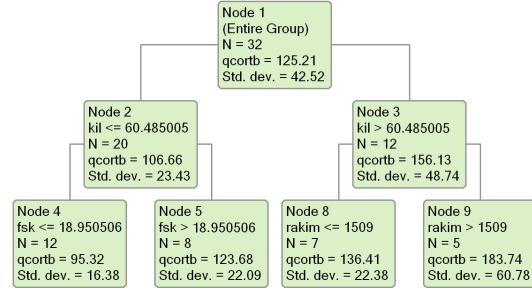 Node 1
(Entire Group)
N = 32
qcortb = 125.21
Std. dev. = 42.52
Node 2
kil <= 60.485005
N = 20
qcortb = 106.66
Std. dev. = 23.43
Node 3
kil > 60.485005
N = 12
qcortb = 156.13
Std. dev. = 48.74
Node 4
fsk <= 18.950506
N = 12
qcortb = 95.32
Std. dev. = 16.38
Node 5
fsk > 18.950506
N = 8
qcortb = 123.68
Std. dev. = 22.09
Node 8
rakim <= 1509
N = 7
qcortb = 136.41
Std. dev. = 22.38
Node 9
rakim > 1509
N = 5
qcortb = 183.74
Std. dev. = 60.78